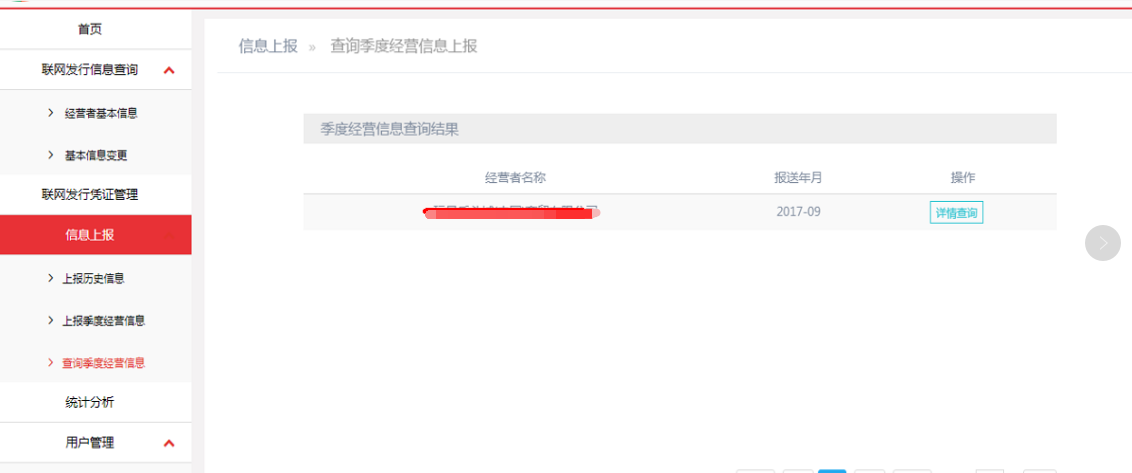 首页
联网发行信息查询
经营者基本信息
基本信息变更
联网发行凭证管理
信息上报
上报历史信息
上报季度经营信息
查询季度经营信息
统计分析
用户管理
信息上报 » 查询季度经营信息上报
季度经营信息查询结果
经营者名称 报送年月 操作
2017-09 详情查询